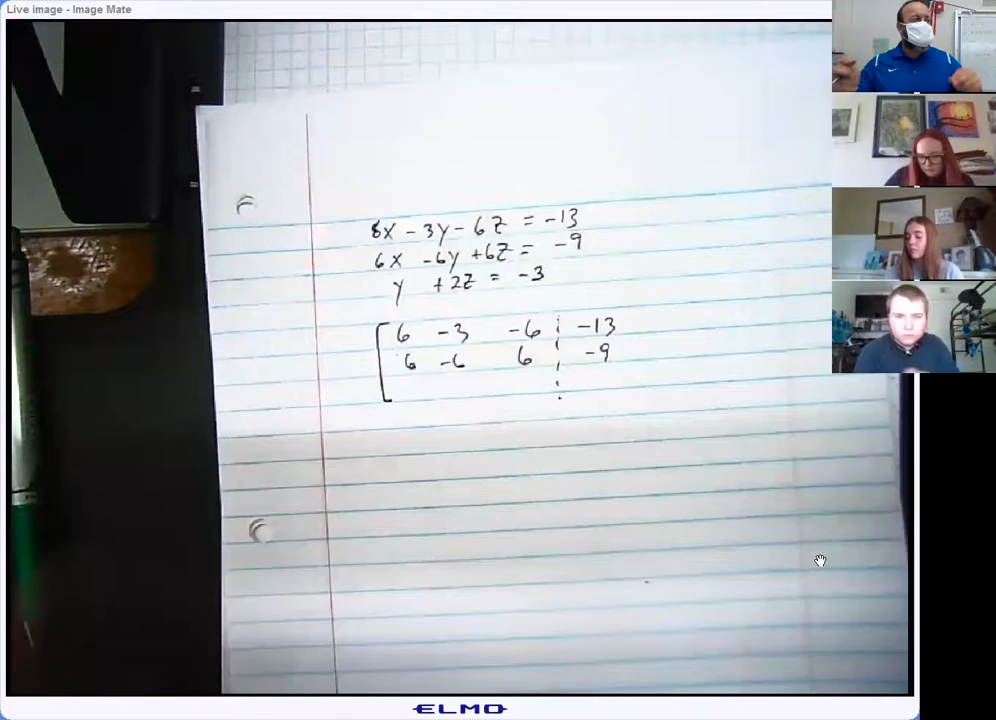 Live image - Image Mate
8x - 3y - 6z = -13
6x - 6y + 6z = -9
y + 2z = -3
6 -3 -6 -13
6 -6 6 -9
ELMO